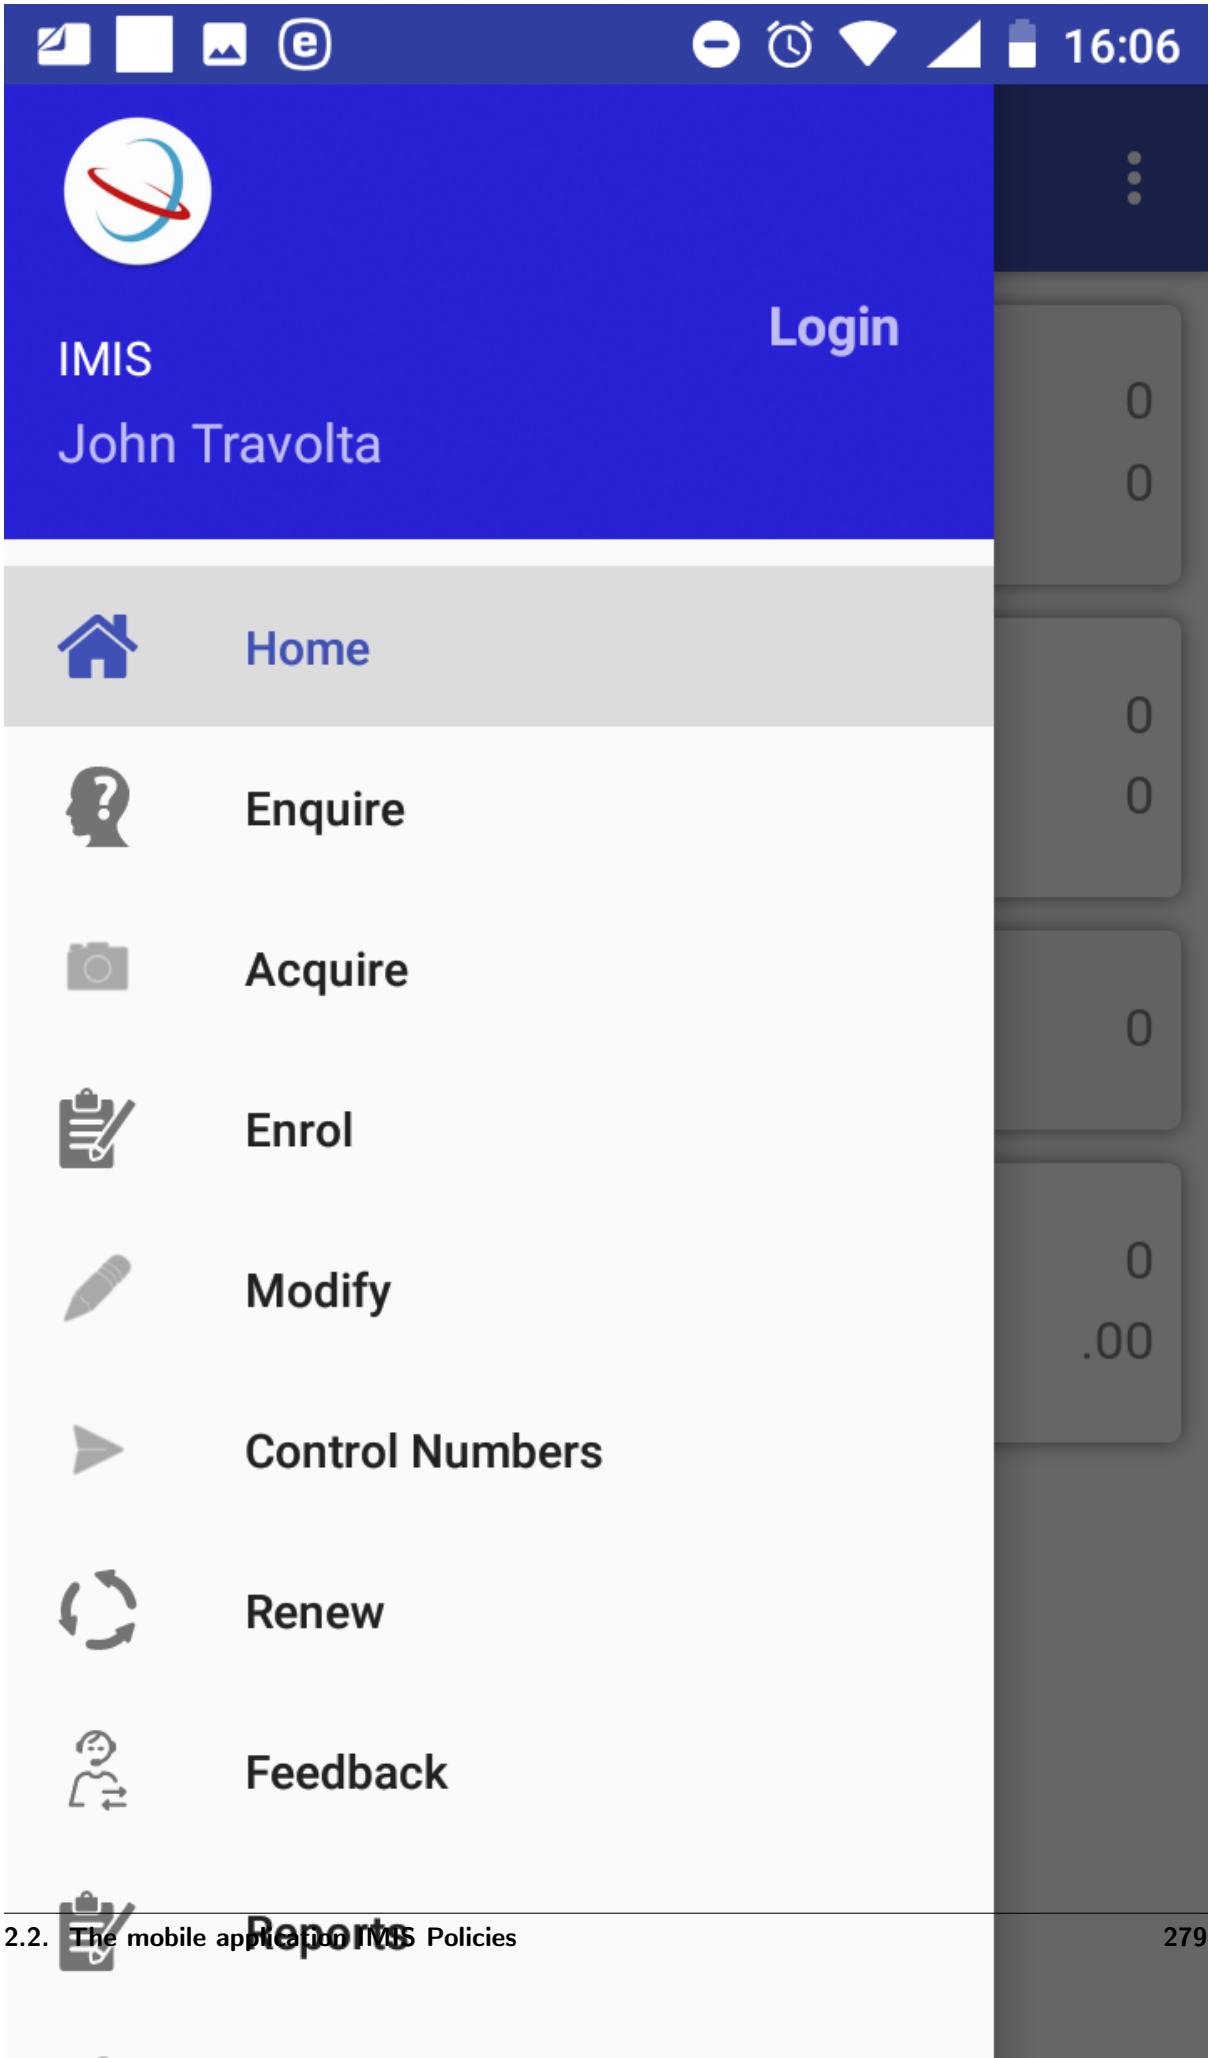 16:06
Login
IMIS
John Travolta
0
0
Home
0
0
Enquire
Acquire
0
Enrol
Modify
0
.00
Control Numbers
Renew
Feedback
Reports
2.2. The mobile application IMIS Policies 279